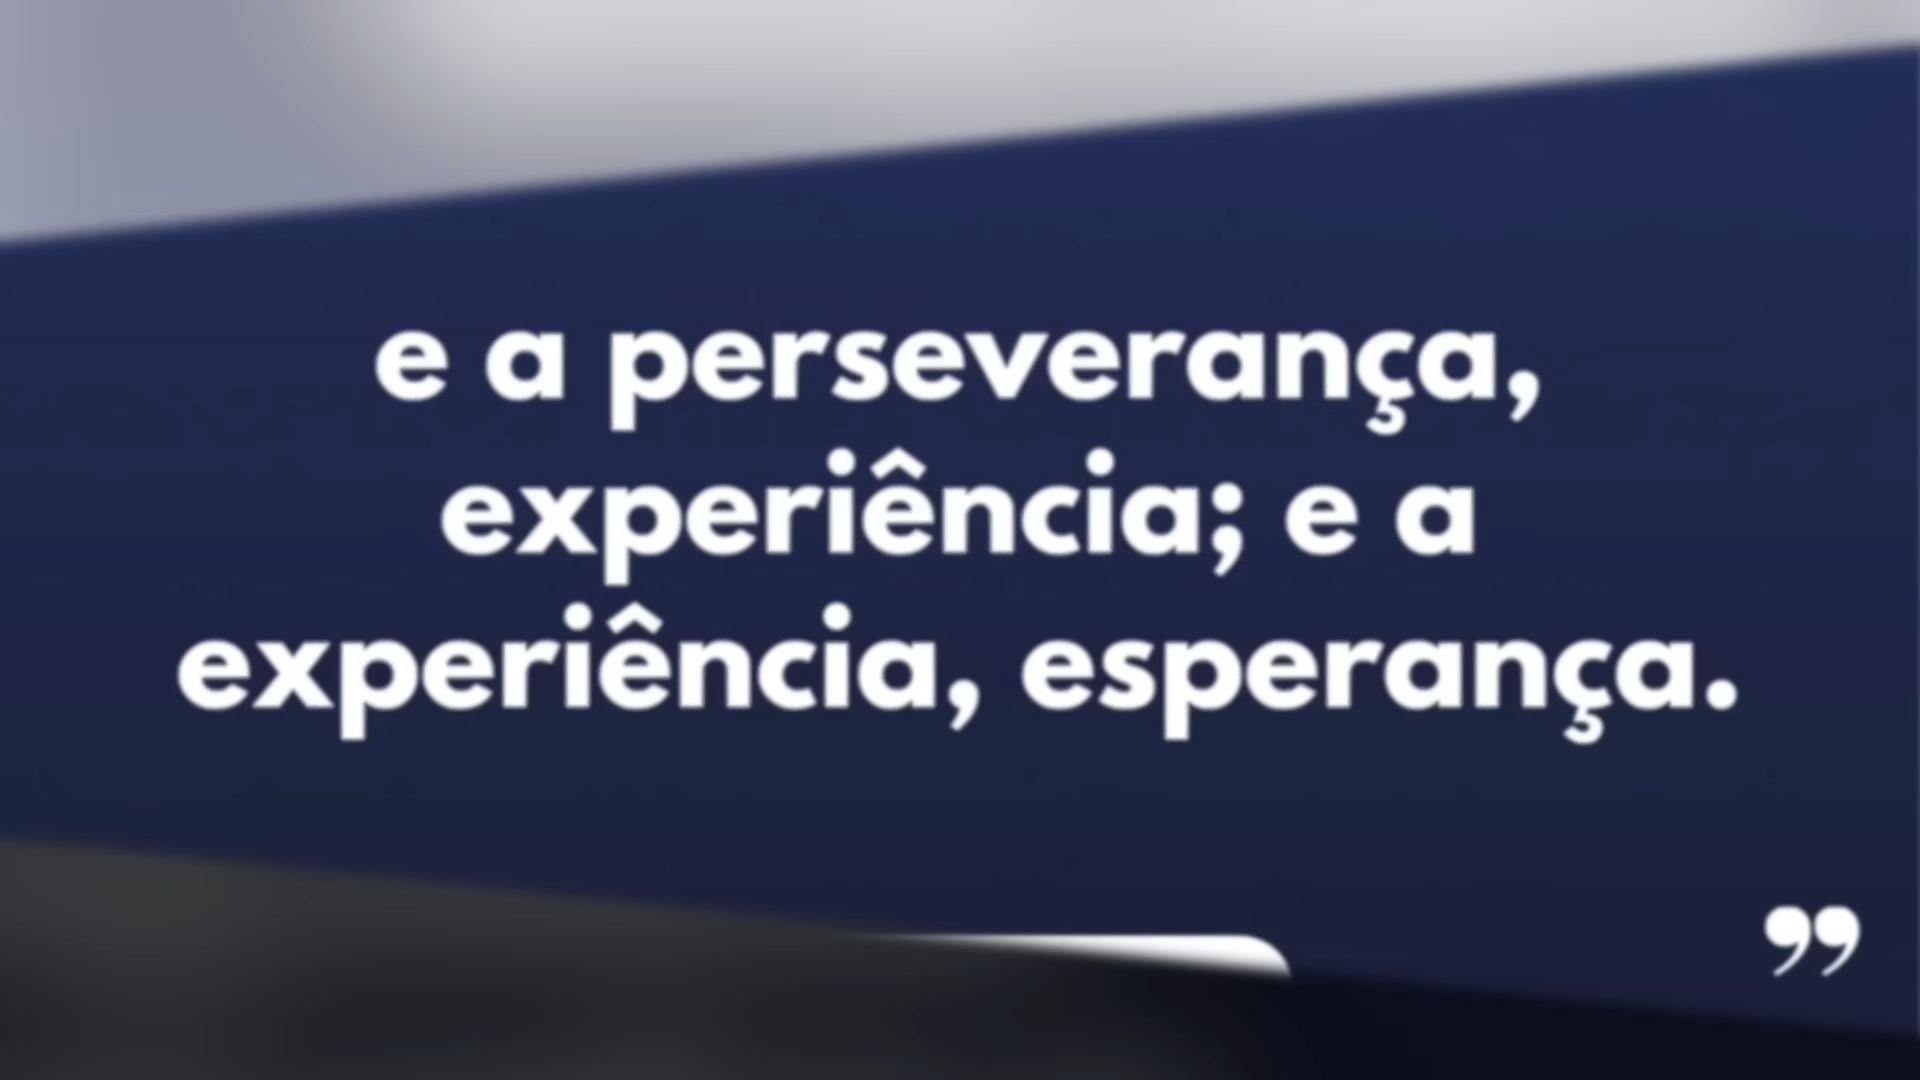 e a perseverança,
experiência; e a
experiência, esperança.
”